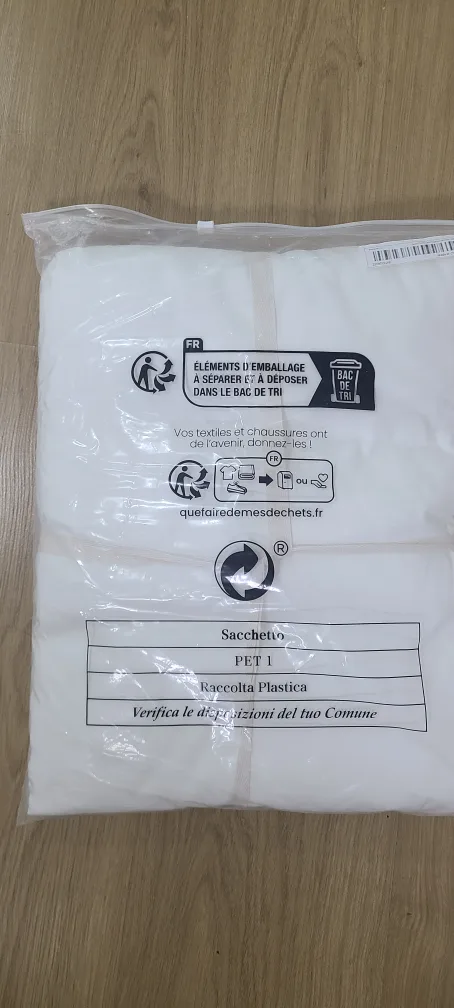 FR
ÉLÉMENTS D'EMBALLAGE
À SÉPARER ET À DÉPOSER
DANS LE BAC DE TRI
BAC
DE
TRI
Vos textiles et chaussures ont
de l'avenir, donnez-les !
FR
ou
quefairedemesdechets.fr
®
Sacchetto
PET 1
Raccolta Plastica
Verifica le disposizioni del tuo Comune